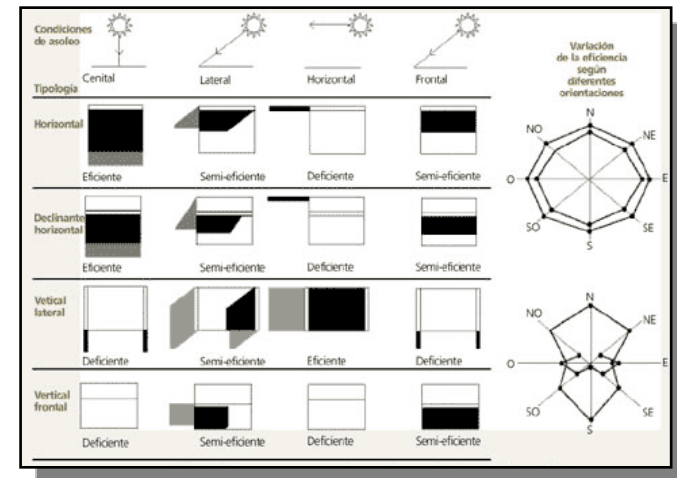 Condiciones
de asoleo
Cenital
Lateral
Horizontal
Frontal
Tipología
Horizontal
Eficiente
Semi-eficiente
Deficiente
Semi-eficiente
Declinante
horizontal
Eficiente
Semi-eficiente
Deficiente
Semi-eficiente
Vetical
lateral
Deficiente
Semi-eficiente
Eficiente
Deficiente
Vertical
frontal
Deficiente
Semi-eficiente
Deficiente
Semi-eficiente
Variación
de la eficiencia
según
diferentes
orientaciones
N
NO
NE
O
E
SO
SE
S
N
NO
NE
O
E
SO
SE
S